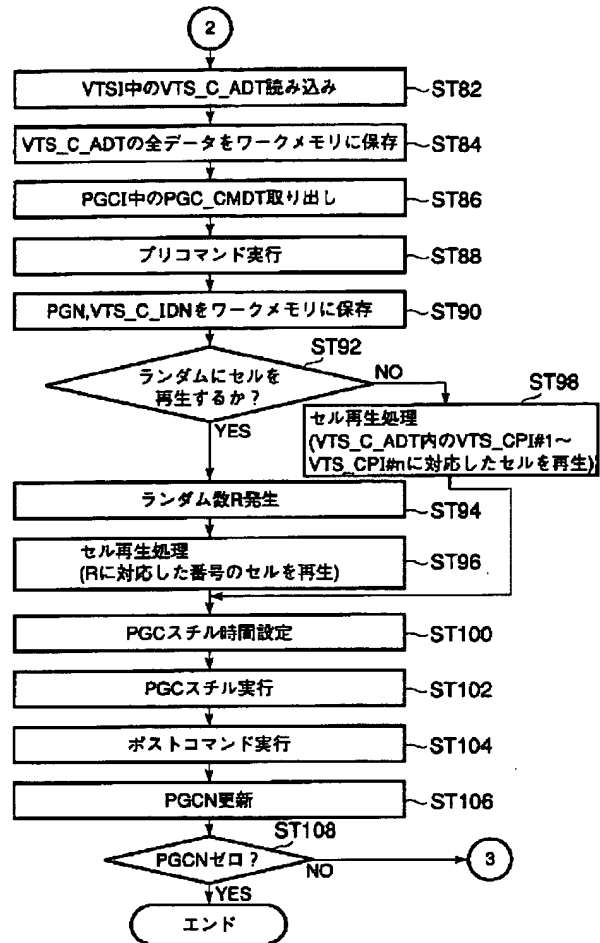 2
VTSI中のVTS_C_ADT読み込み
~ST82
VTS_C_ADTの全データをワークメモリに保存
~ST84
PGCI中のPGC_CMDT取り出し
~ST86
プリコマンド実行
~ST88
PGN,VTS_C_IDNをワークメモリに保存
~ST90
ST92
ランダムにセルを
再生するか?
NO
YES
ST98
セル再生処理
(VTS_C_ADT内のVTS_CPI#1〜
VTS_CPI#nに対応したセルを再生)
ランダム数R発生
~ST94
セル再生処理
(Rに対応した番号のセルを再生)
~ST96
PGCスチル時間設定
~ST100
PGCスチル実行
~ST102
ポストコマンド実行
~ST104
PGCN更新
~ST106
ST108
PGCNゼロ?
NO
3
YES
エンド